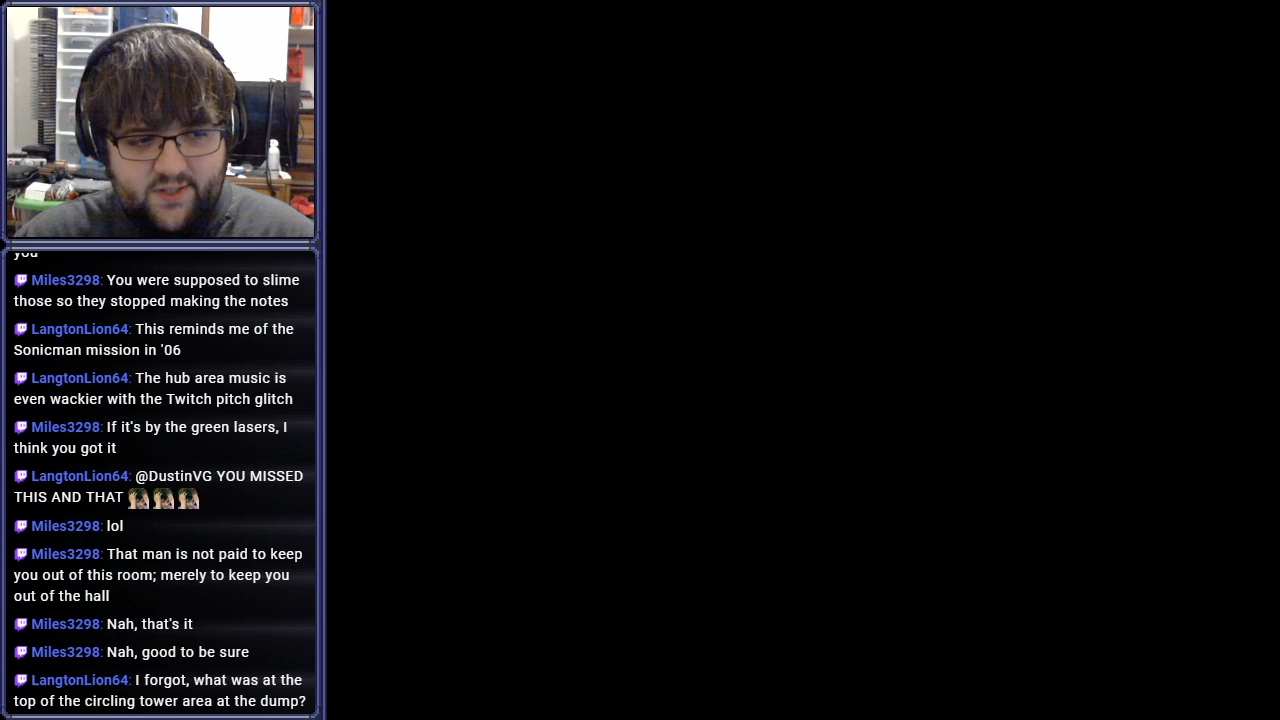 you
Miles3298: You were supposed to slime
those so they stopped making the notes
LangtonLion64: This reminds me of the
Sonicman mission in '06
LangtonLion64: The hub area music is
even wackier with the Twitch pitch glitch
Miles3298: If it's by the green lasers, I
think you got it
LangtonLion64: @DustinVG YOU MISSED
THIS AND THAT
Miles3298: lol
Miles3298: That man is not paid to keep
you out of this room; merely to keep you
out of the hall
Miles3298: Nah, that's it
Miles3298: Nah, good to be sure
LangtonLion64: I forgot, what was at the
top of the circling tower area at the dump?